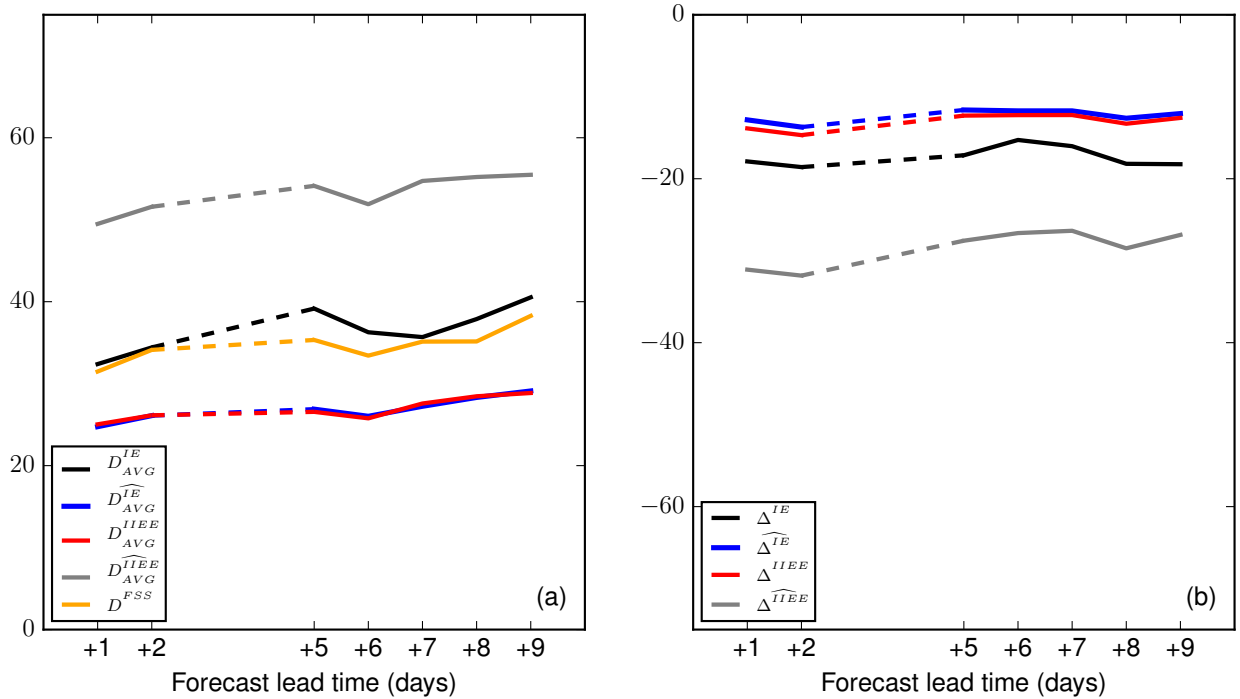 60
40
20
0
D^{IE}_{AVG}
D^{\widehat{IE}}_{AVG}
D^{IIEE}_{AVG}
D^{\widehat{IIEE}}_{AVG}
D^{FSS}
(a)
+1 +2 +5 +6 +7 +8 +9
Forecast lead time (days)
0
−20
−40
−60
Δ^{IE}
Δ^{\widehat{IE}}
Δ^{IIEE}
Δ^{\widehat{IIEE}}
(b)
+1 +2 +5 +6 +7 +8 +9
Forecast lead time (days)